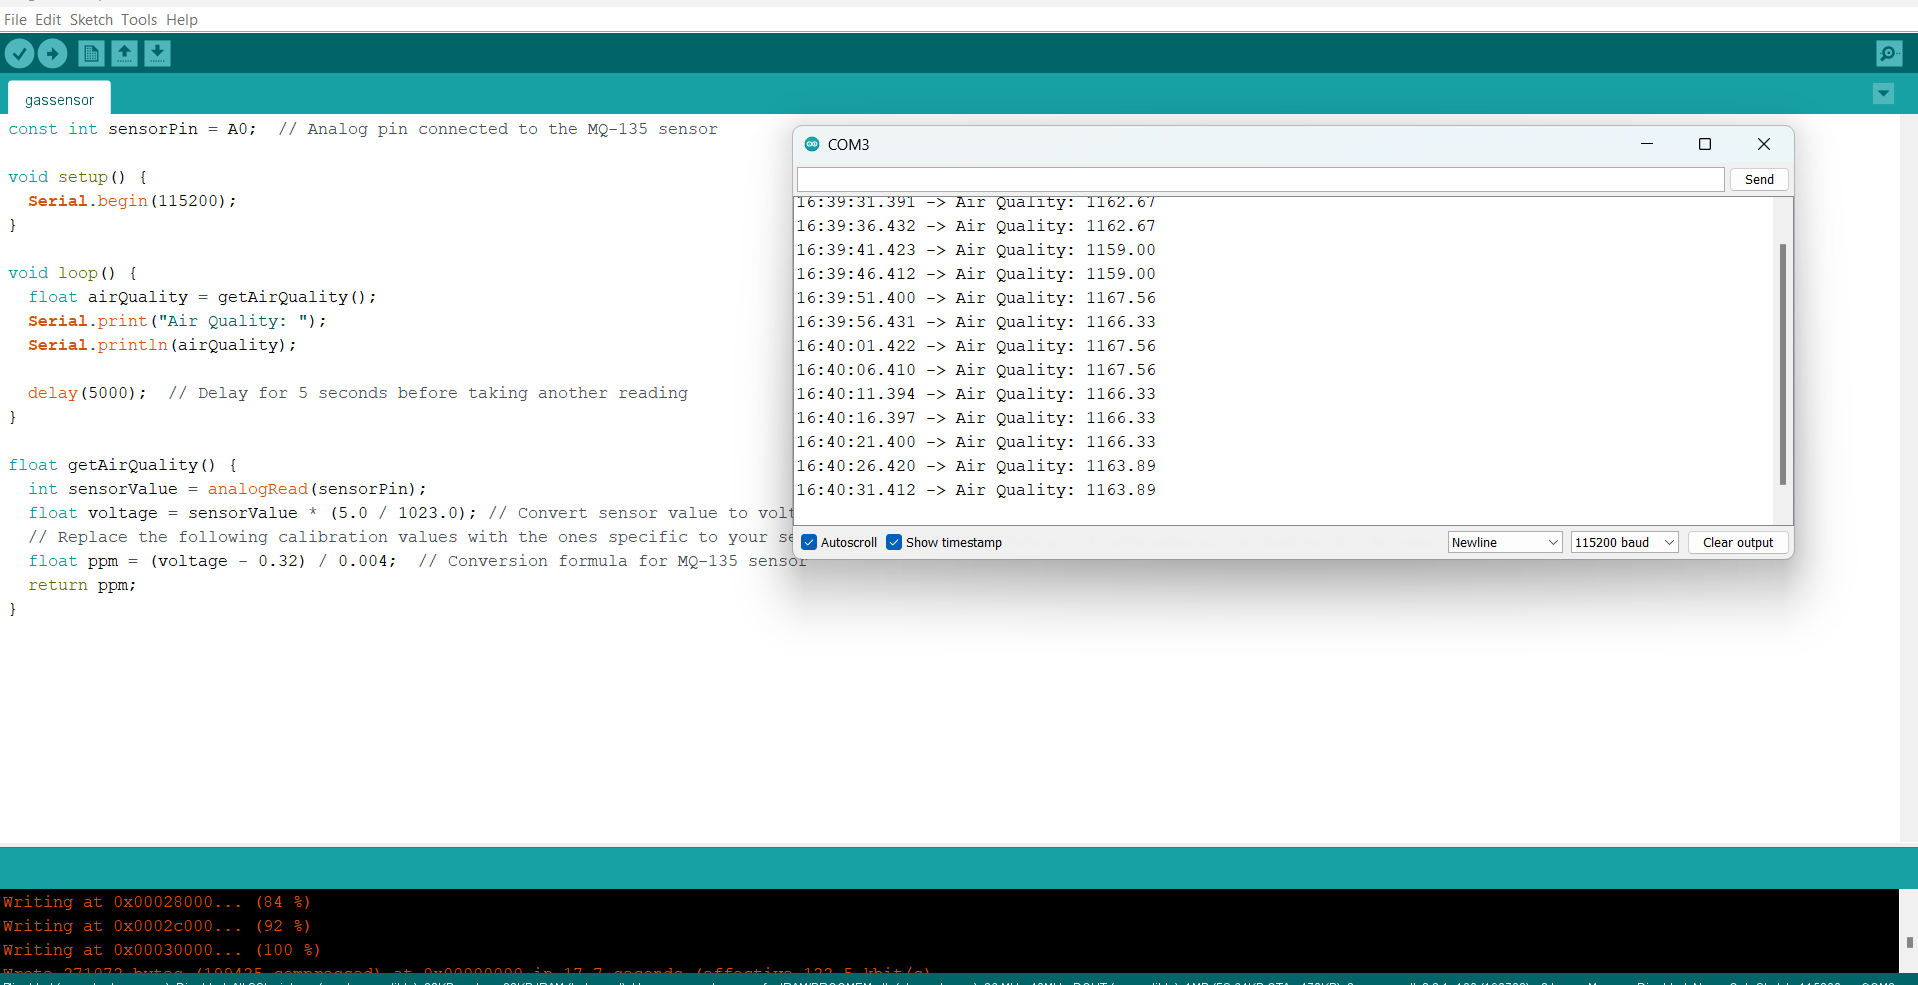 File Edit Sketch Tools Help
gassensor
const int sensorPin = A0;  // Analog pin connected to the MQ-135 sensor
void setup() {
  Serial.begin(115200);
}
void loop() {
  float airQuality = getAirQuality();
  Serial.print("Air Quality: ");
  Serial.println(airQuality);
  delay(5000);  // Delay for 5 seconds before taking another reading
}
float getAirQuality() {
  int sensorValue = analogRead(sensorPin);
  float voltage = sensorValue * (5.0 / 1023.0); // Convert sensor value to volt
  // Replace the following calibration values with the ones specific to your se
  float ppm = (voltage - 0.32) / 0.004;  // Conversion formula for MQ-135 sensor
  return ppm;
}
COM3
Send
16:39:31.391 -> Air Quality: 1162.67
16:39:36.432 -> Air Quality: 1162.67
16:39:41.423 -> Air Quality: 1159.00
16:39:46.412 -> Air Quality: 1159.00
16:39:51.400 -> Air Quality: 1167.56
16:39:56.431 -> Air Quality: 1166.33
16:40:01.422 -> Air Quality: 1167.56
16:40:06.410 -> Air Quality: 1167.56
16:40:11.394 -> Air Quality: 1166.33
16:40:16.397 -> Air Quality: 1166.33
16:40:21.400 -> Air Quality: 1166.33
16:40:26.420 -> Air Quality: 1163.89
16:40:31.412 -> Air Quality: 1163.89
Autoscroll Show timestamp Newline 115200 baud Clear output
Writing at 0x00028000... (84 %)
Writing at 0x0002c000... (92 %)
Writing at 0x00030000... (100 %)